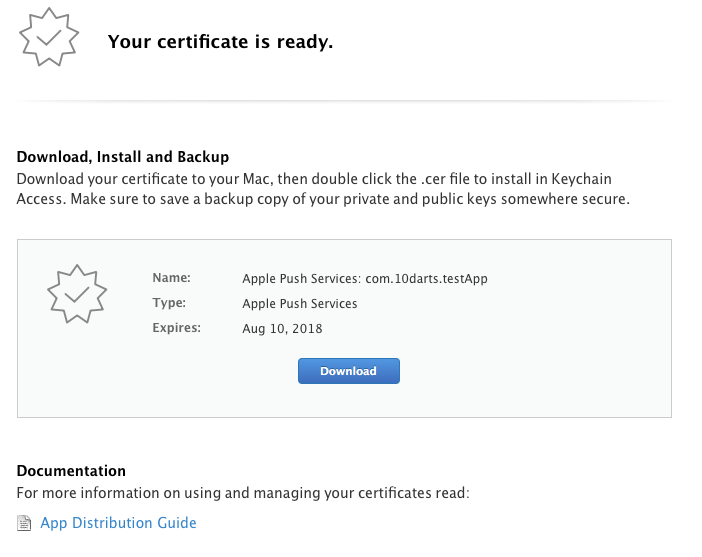 Your certificate is ready.
Download, Install and Backup
Download your certificate to your Mac, then double click the .cer file to install in Keychain
Access. Make sure to save a backup copy of your private and public keys somewhere secure.
Name: Apple Push Services: com.10darts.testApp
Type: Apple Push Services
Expires: Aug 10, 2018
Download
Documentation
For more information on using and managing your certificates read:
App Distribution Guide